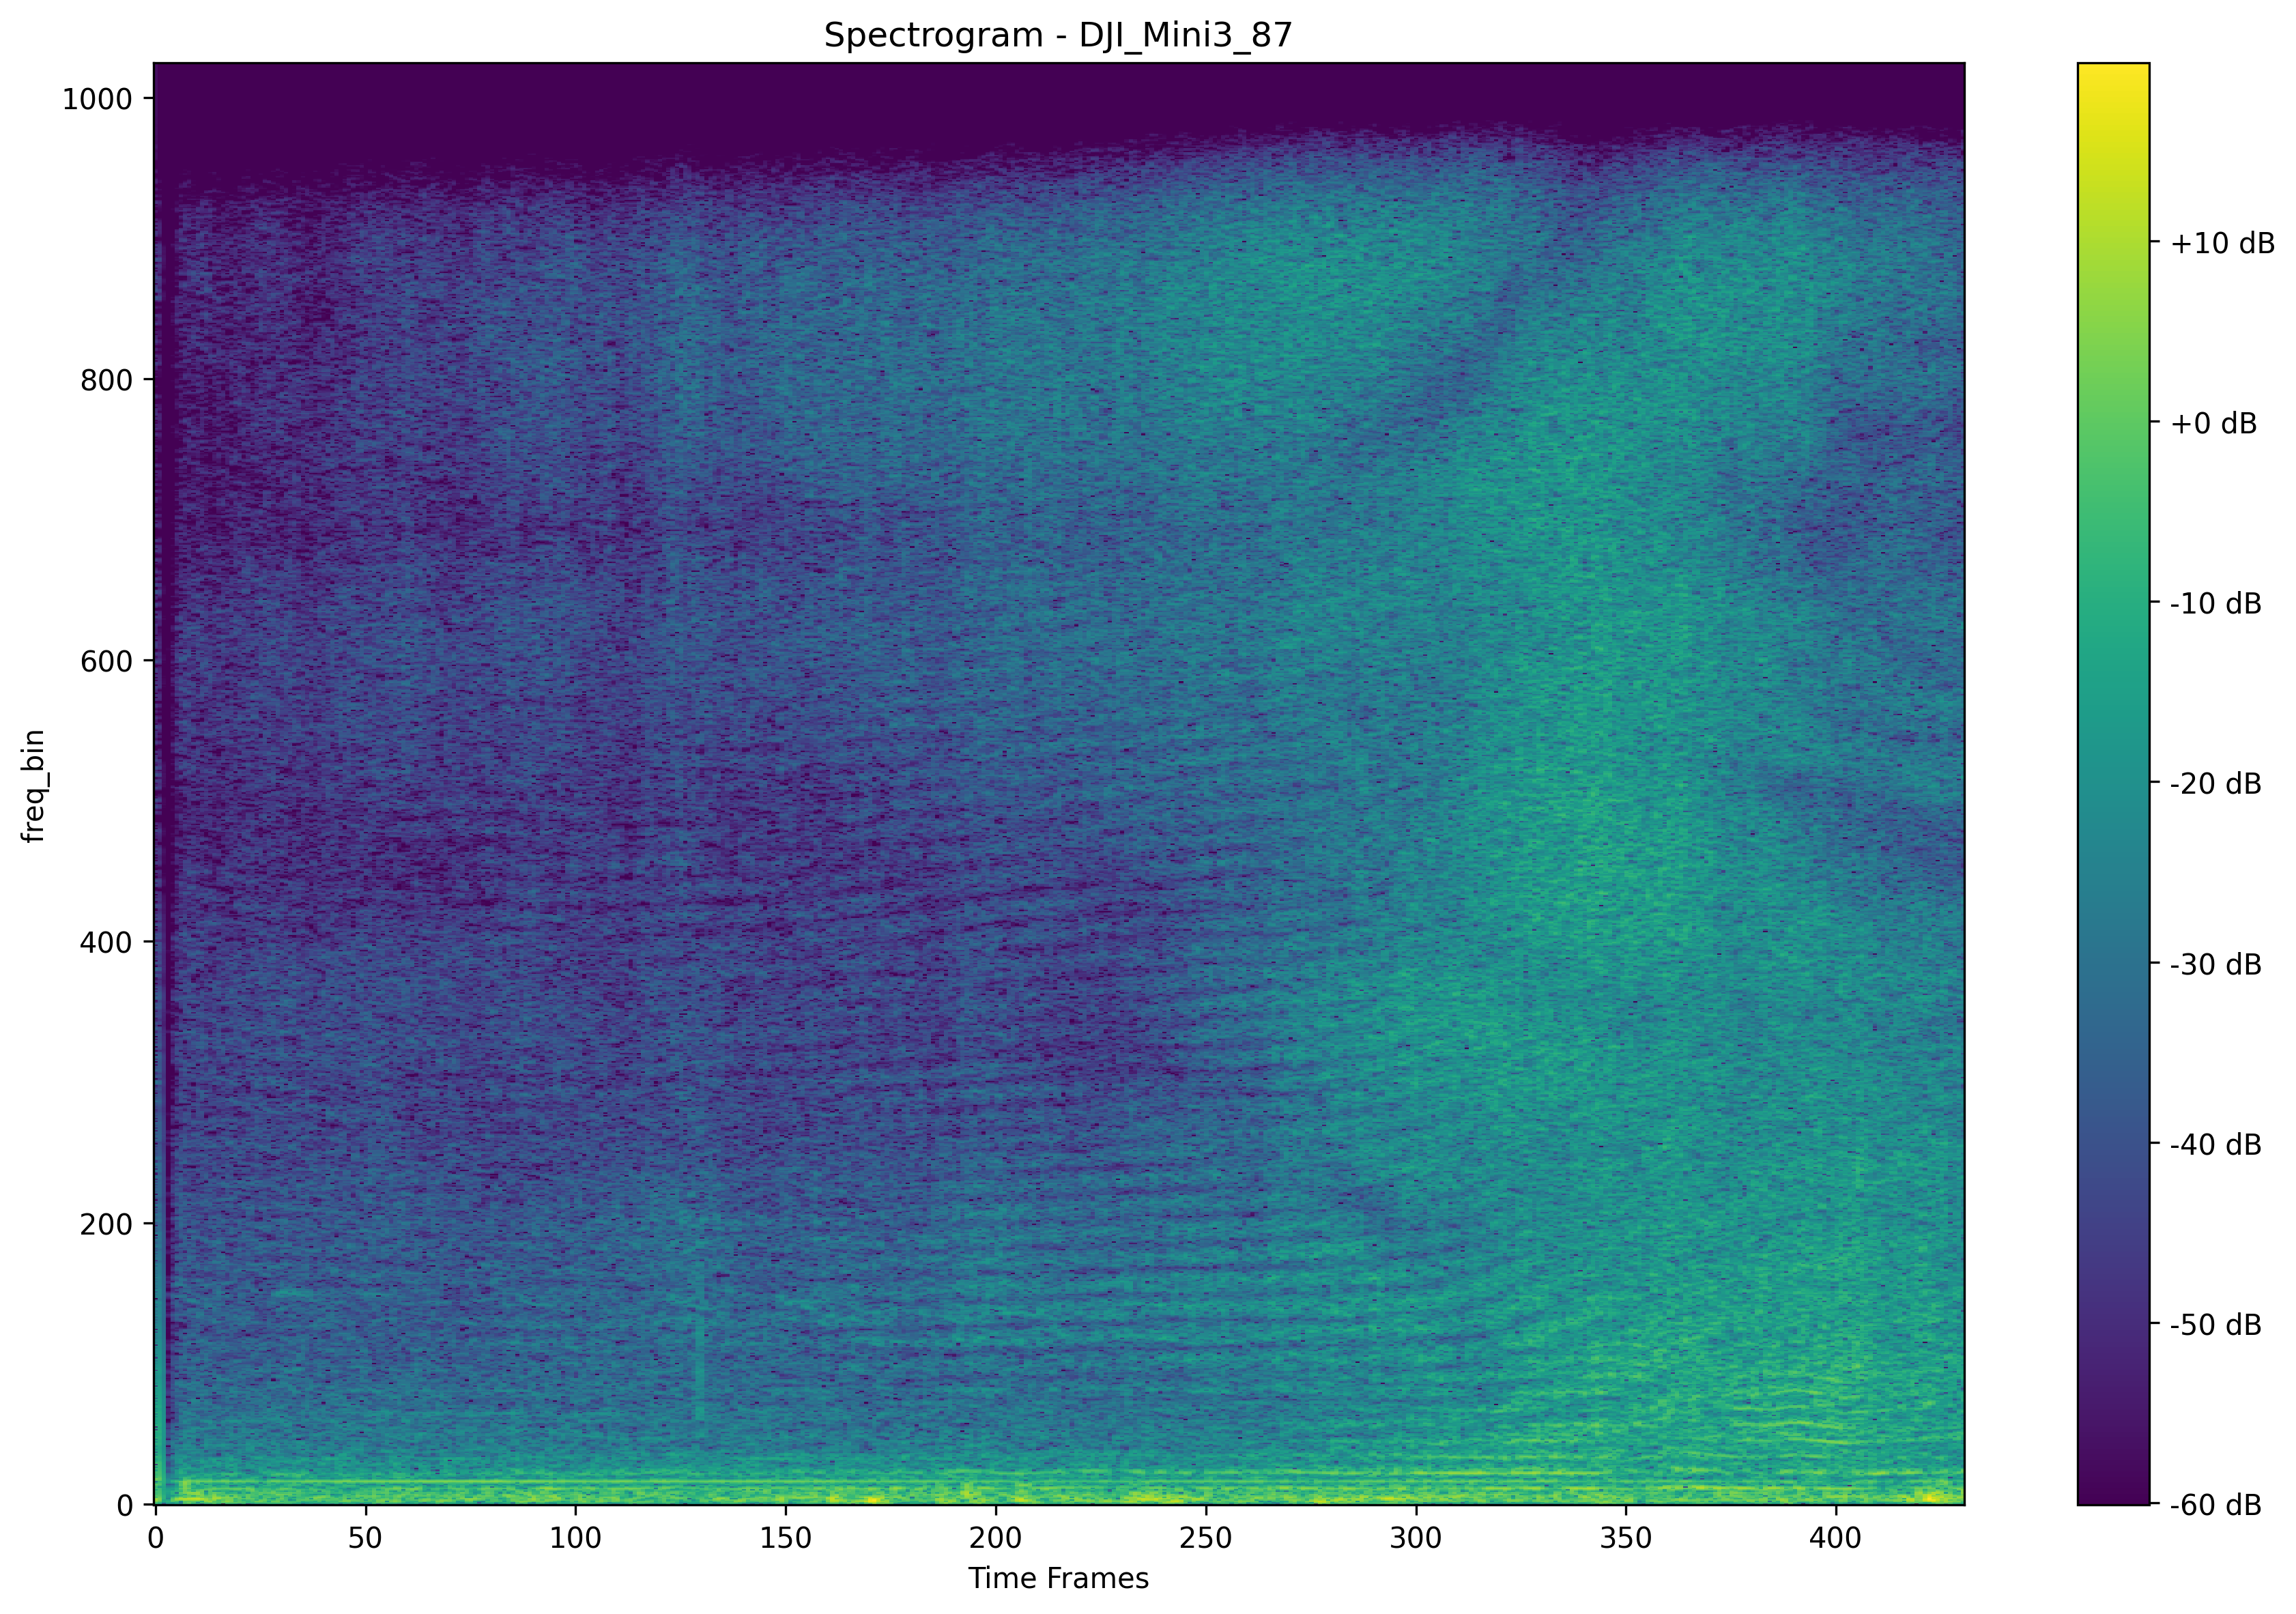 Spectrogram - DJI_Mini3_87
1000
800
600
400
200
0
freq_bin
0 50 100 150 200 250 300 350 400
Time Frames
+10 dB
+0 dB
-10 dB
-20 dB
-30 dB
-40 dB
-50 dB
-60 dB